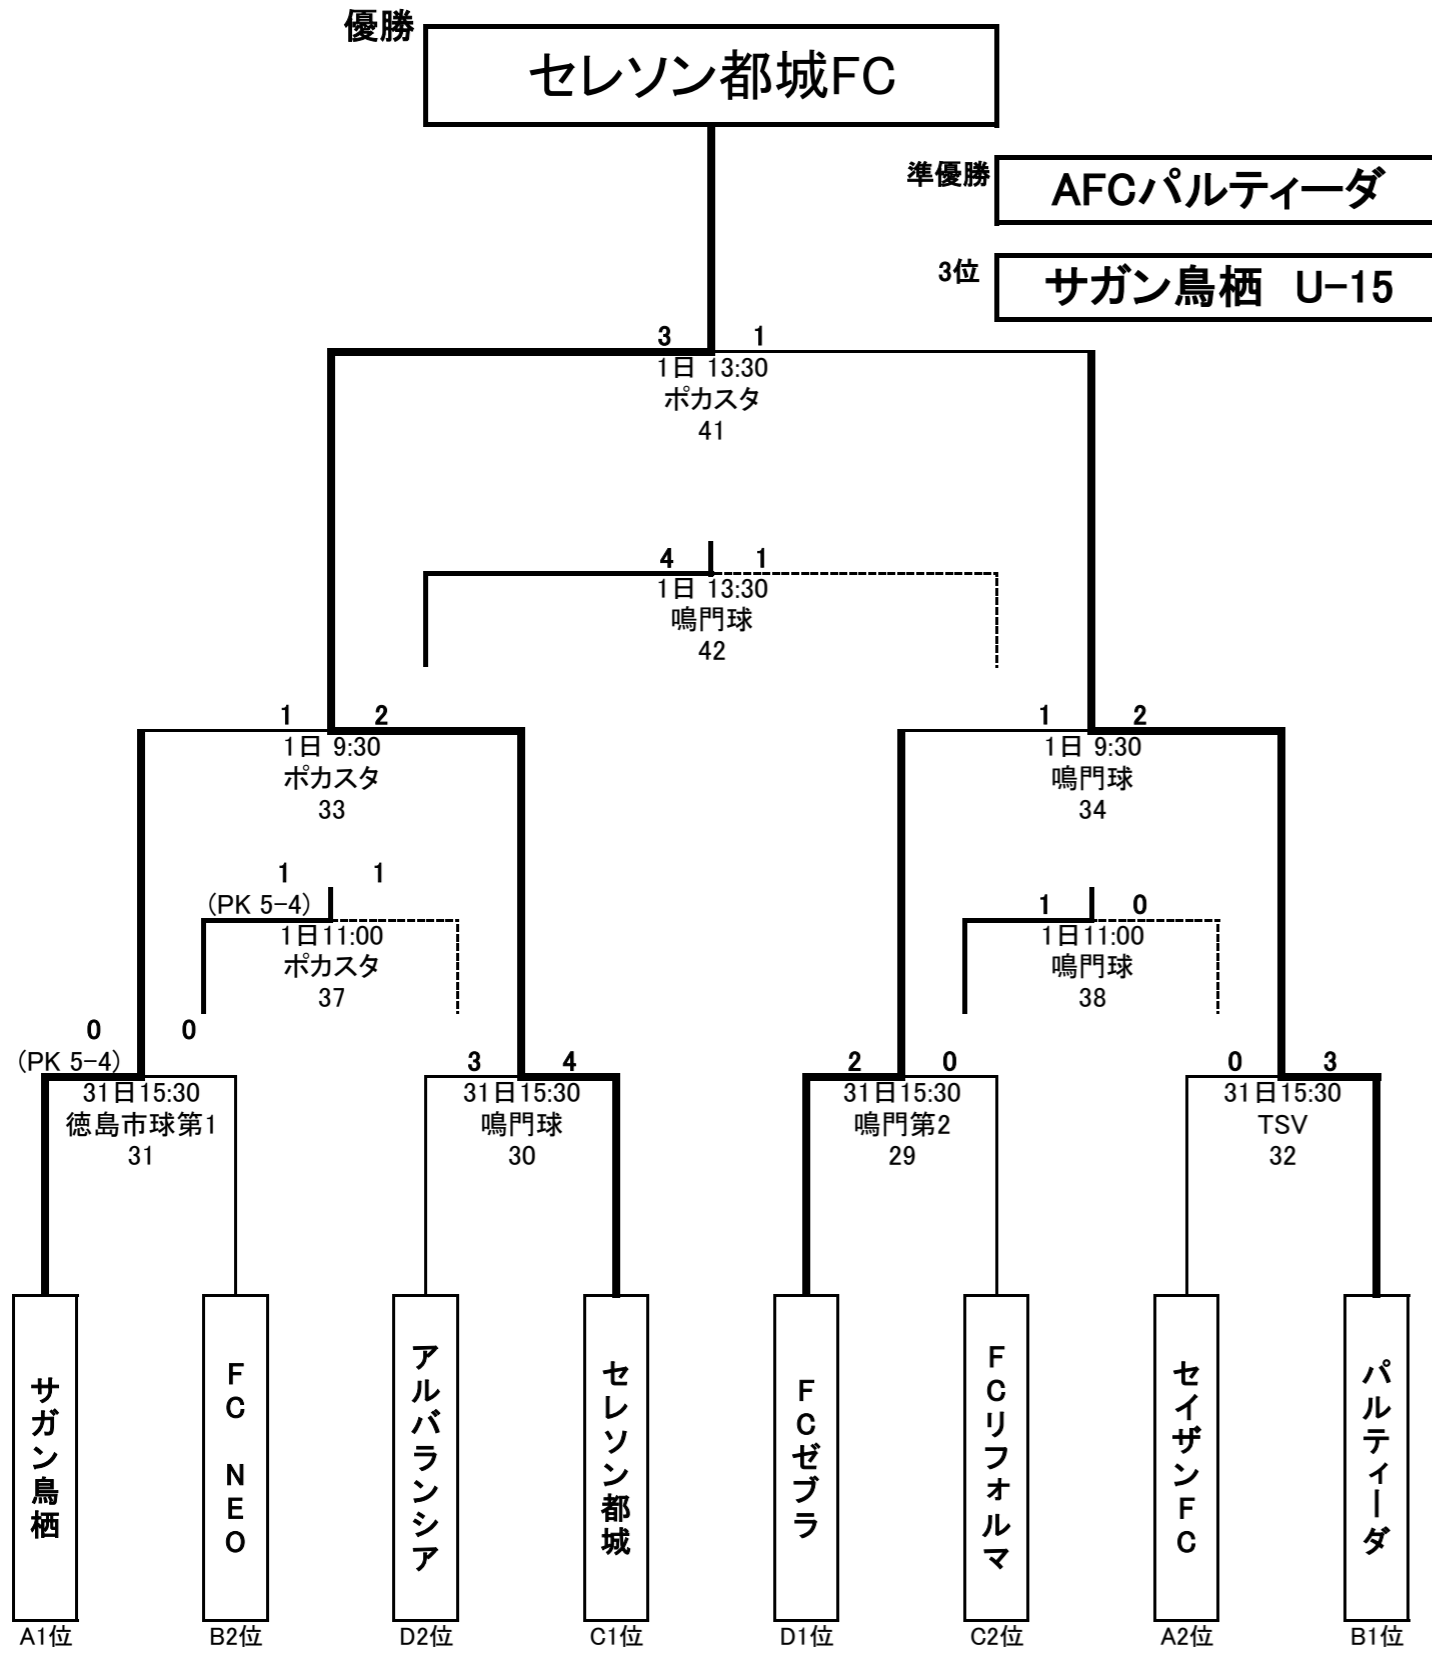 優勝
セレソン都城FC
準優勝
AFCパルティーダ
3位
サガン鳥栖　U-15
3 1
1日 13:30
ポカスタ
41
4 1
1日 13:30
鳴門球
42
1 2
1日 9:30
ポカスタ
33
1 2
1日 9:30
鳴門球
34
1 1
(PK 5-4)
1日11:00
ポカスタ
37
1 0
1日11:00
鳴門球
38
0 0
(PK 5-4)
31日15:30
徳島市球第1
31
3 4
31日15:30
鳴門球
30
2 0
31日15:30
鳴門第2
29
0 3
31日15:30
TSV
32
サガン鳥栖
FC NEO
アルバランシア
セレソン都城
FCゼブラ
FCリフォルマ
セイザンFC
パルティーダ
A1位
B2位
D2位
C1位
D1位
C2位
A2位
B1位